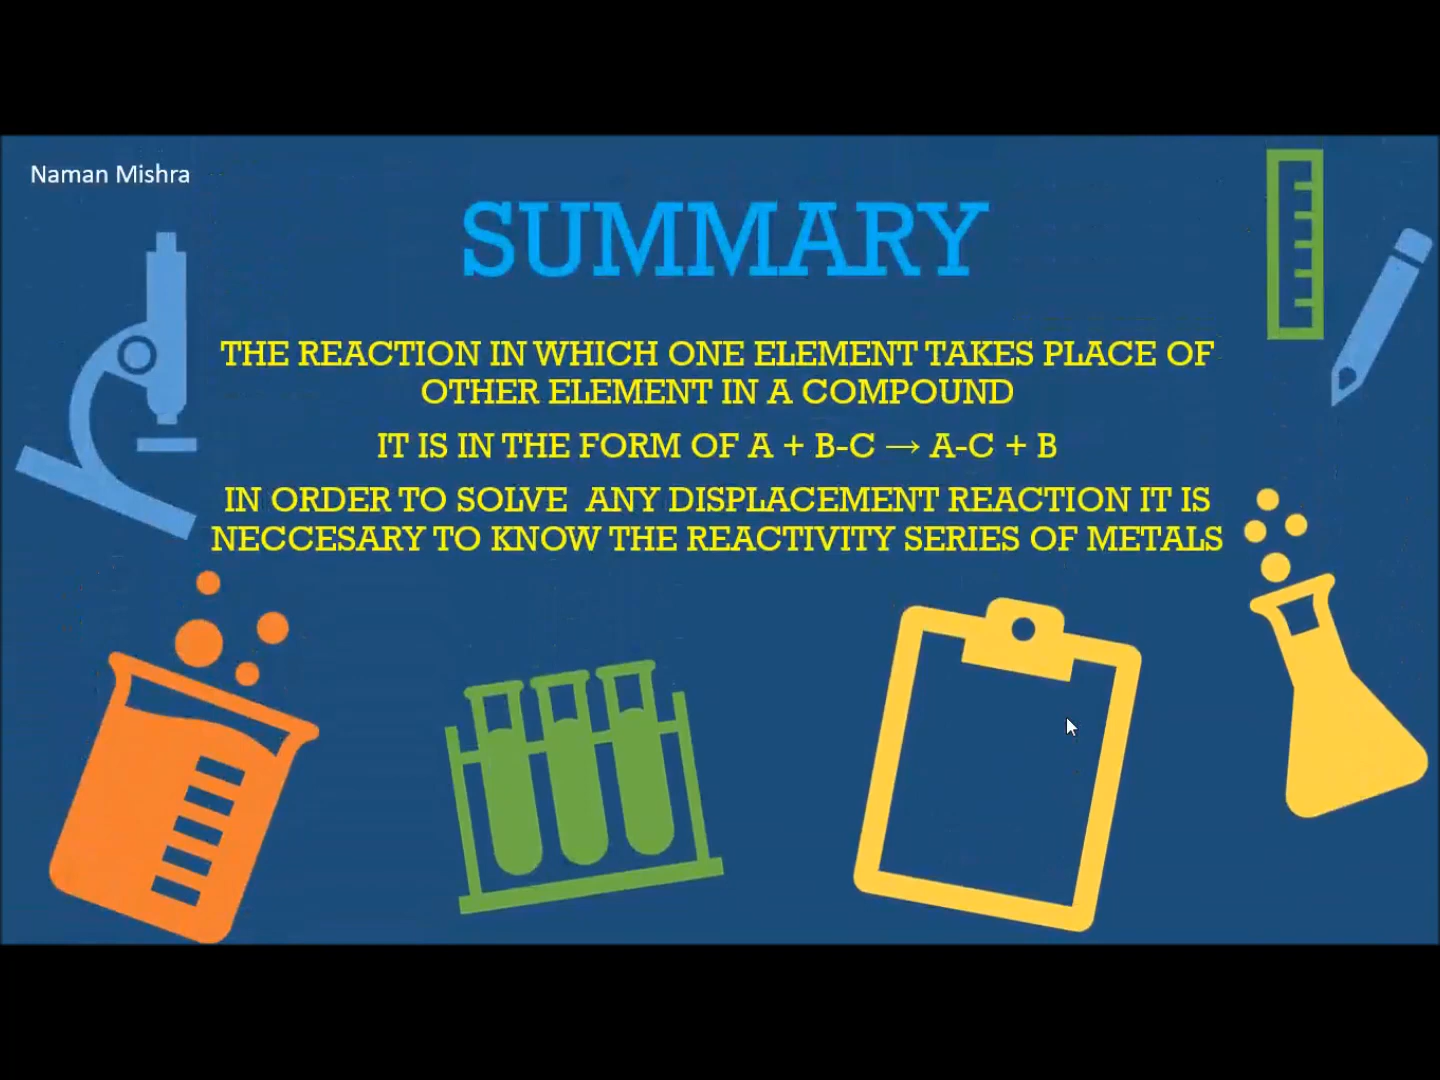 Naman Mishra
SUMMARY
THE REACTION IN WHICH ONE ELEMENT TAKES PLACE OF
OTHER ELEMENT IN A COMPOUND
IT IS IN THE FORM OF A + B-C → A-C + B
IN ORDER TO SOLVE  ANY DISPLACEMENT REACTION IT IS
NECCESARY TO KNOW THE REACTIVITY SERIES OF METALS